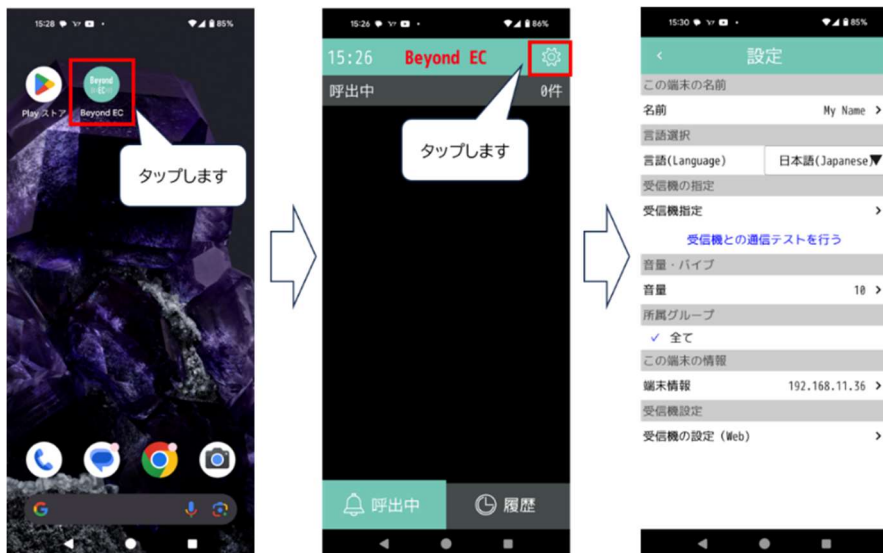 15:28
85%
Play ストア
Beyond EC
Beyond EC
タップします
15:26
86%
15:26 Beyond EC
呼出中 0件
タップします
呼出中 履歴
15:30
85%
設定
この端末の名前
名前 My Name
言語選択
言語(Language) 日本語(Japanese)
受信機の指定
受信機指定
受信機との通信テストを行う
音量・バイブ
音量 10
所属グループ
✓ 全て
この端末の情報
端末情報 192.168.11.36
受信機設定
受信機の設定 (Web)